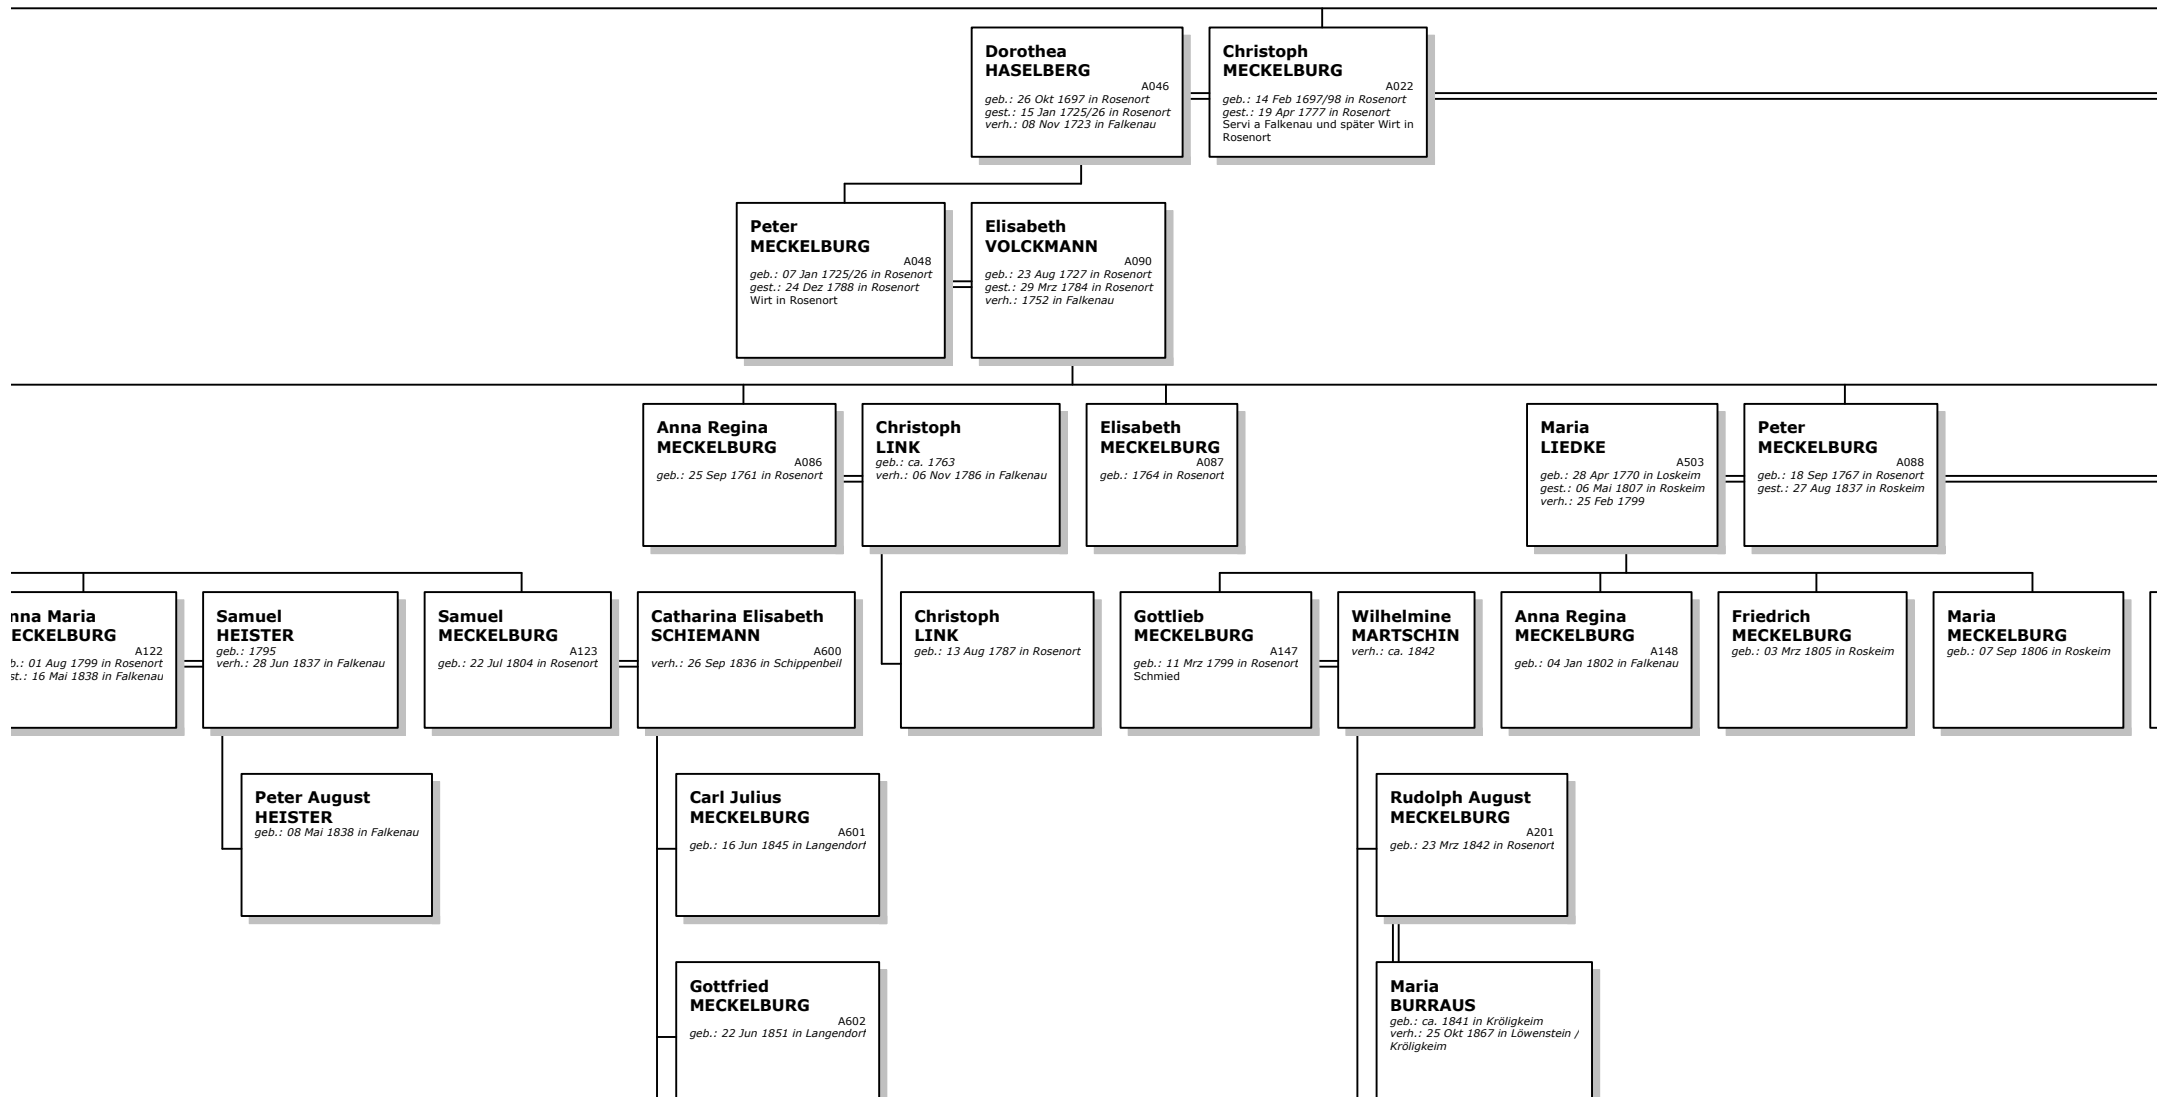 Dorothea
HASELBERG
A046
geb.: 26 Okt 1697 in Rosenort
gest.: 15 Jan 1725/26 in Rosenort
verh.: 08 Nov 1723 in Falkenau
Christoph
MECKELBURG
A022
geb.: 14 Feb 1697/98 in Rosenort
gest.: 19 Apr 1777 in Rosenort
Servi a Falkenau und später Wirt in
Rosenort
Peter
MECKELBURG
A048
geb.: 07 Jan 1725/26 in Rosenort
gest.: 24 Dez 1788 in Rosenort
Wirt in Rosenort
Elisabeth
VOLCKMANN
A090
geb.: 23 Aug 1727 in Rosenort
gest.: 29 Mrz 1784 in Rosenort
verh.: 1752 in Falkenau
Anna Regina
MECKELBURG
A086
geb.: 25 Sep 1761 in Rosenort
Christoph
LINK
geb.: ca. 1763
verh.: 06 Nov 1786 in Falkenau
Elisabeth
MECKELBURG
A087
geb.: 1764 in Rosenort
Maria
LIEDKE
A503
geb.: 28 Apr 1770 in Loskeim
gest.: 06 Mai 1807 in Roskeim
verh.: 25 Feb 1799
Peter
MECKELBURG
A088
geb.: 18 Sep 1767 in Rosenort
gest.: 27 Aug 1837 in Roskeim
nna Maria
ECKELBURG
A122
b.: 01 Aug 1799 in Rosenort
st.: 16 Mai 1838 in Falkenau
Samuel
HEISTER
geb.: 1795
verh.: 28 Jun 1837 in Falkenau
Samuel
MECKELBURG
A123
geb.: 22 Jul 1804 in Rosenort
Catharina Elisabeth
SCHIEMANN
A600
verh.: 26 Sep 1836 in Schippenbeil
Christoph
LINK
geb.: 13 Aug 1787 in Rosenort
Gottlieb
MECKELBURG
A147
geb.: 11 Mrz 1799 in Rosenort
Schmied
Wilhelmine
MARTSCHIN
verh.: ca. 1842
Anna Regina
MECKELBURG
A148
geb.: 04 Jan 1802 in Falkenau
Friedrich
MECKELBURG
geb.: 03 Mrz 1805 in Roskeim
Maria
MECKELBURG
geb.: 07 Sep 1806 in Roskeim
Peter August
HEISTER
geb.: 08 Mai 1838 in Falkenau
Carl Julius
MECKELBURG
A601
geb.: 16 Jun 1845 in Langendorf
Rudolph August
MECKELBURG
A201
geb.: 23 Mrz 1842 in Rosenort
Gottfried
MECKELBURG
A602
geb.: 22 Jun 1851 in Langendorf
Maria
BURRAUS
geb.: ca. 1841 in Kröligkeim
verh.: 25 Okt 1867 in Löwenstein /
Kröligkeim